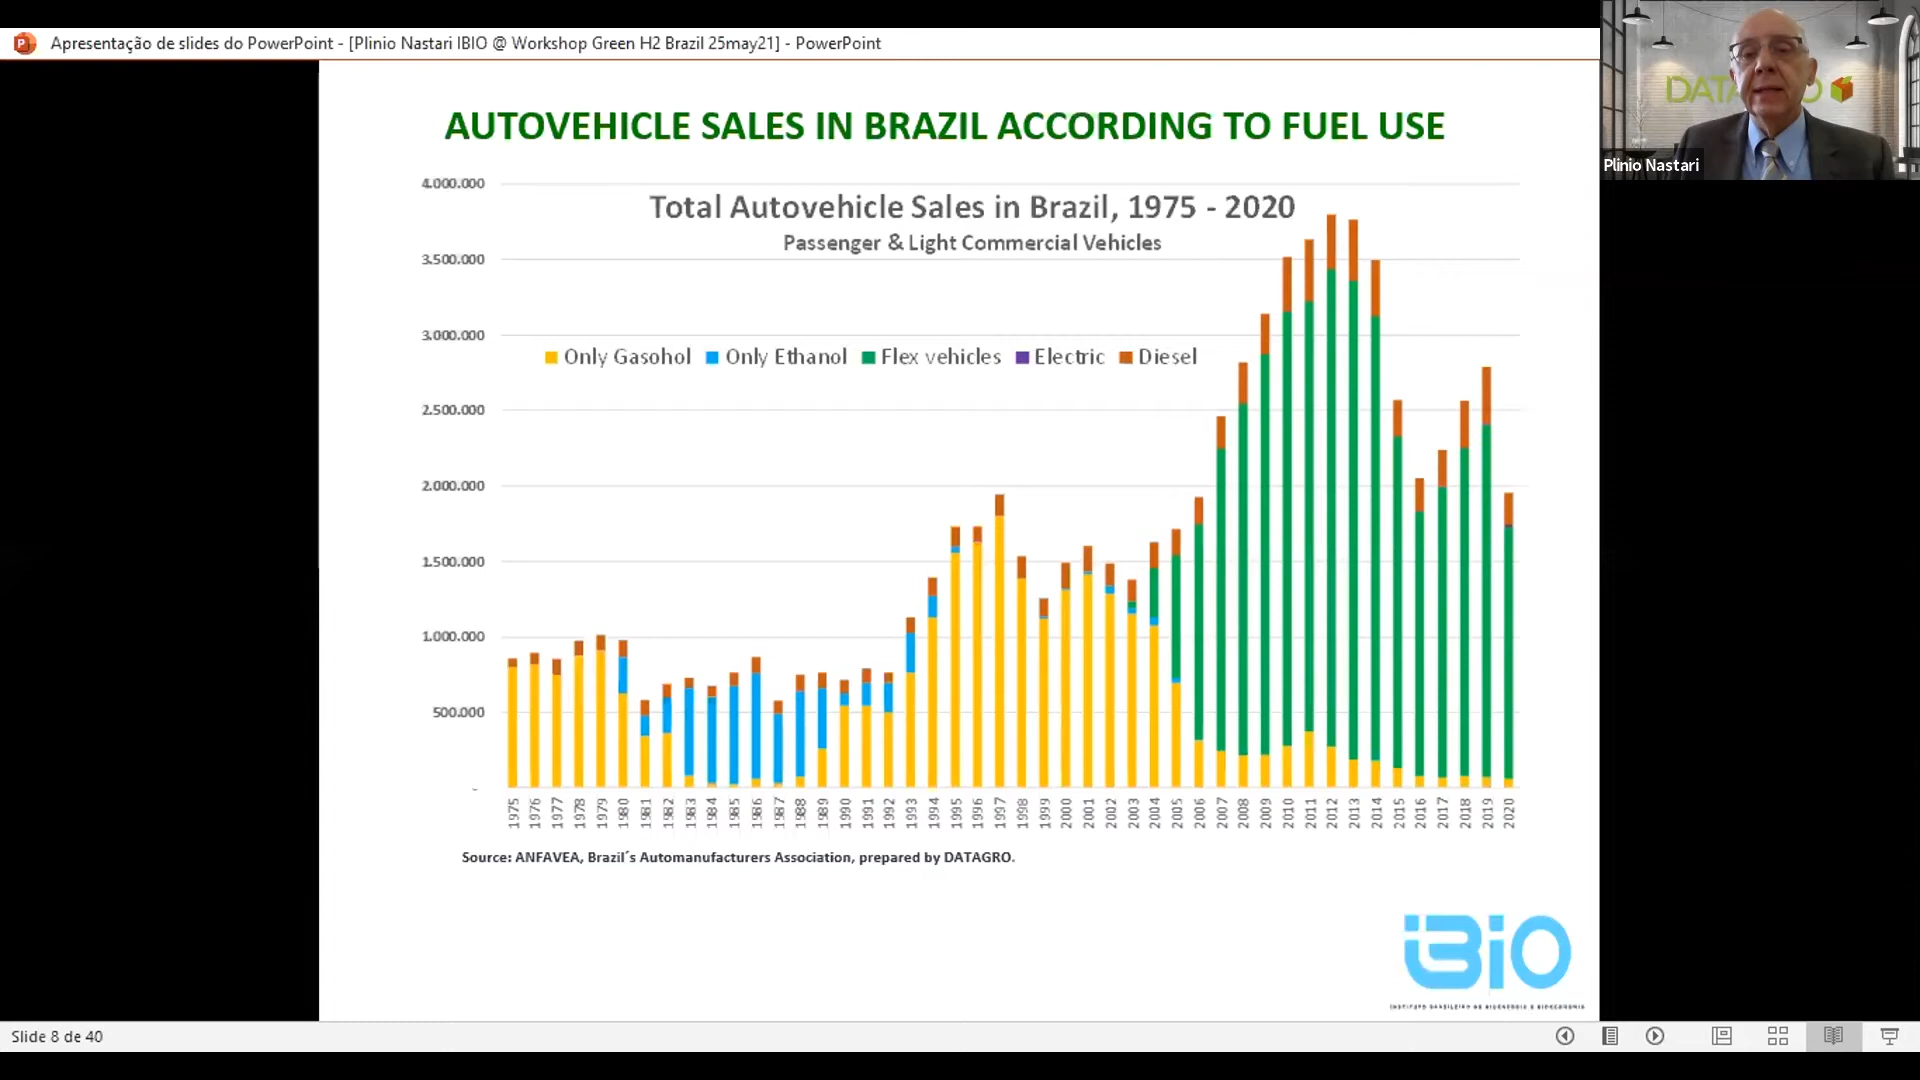 Apresentação de slides do PowerPoint - [Plinio Nastari IBIO @ Workshop Green H2 Brazil 25may21] - PowerPoint
Plinio Nastari
AUTOVEHICLE SALES IN BRAZIL ACCORDING TO FUEL USE
Total Autovehicle Sales in Brazil, 1975 - 2020
Passenger & Light Commercial Vehicles
4.000.000
3.500.000
3.000.000
2.500.000
2.000.000
1.500.000
1.000.000
500.000
-
Only Gasohol Only Ethanol Flex vehicles Electric Diesel
1975 1976 1977 1978 1979 1980 1981 1982 1983 1984 1985 1986 1987 1988 1989 1990 1991 1992 1993 1994 1995 1996 1997 1998 1999 2000 2001 2002 2003 2004 2005 2006 2007 2008 2009 2010 2011 2012 2013 2014 2015 2016 2017 2018 2019 2020
Source: ANFAVEA, Brazil´s Automanufacturers Association, prepared by DATAGRO.
iBiO
INSTITUTO BRASILEIRO DE BIOENERGIA E BIOECONOMIA
Slide 8 de 40